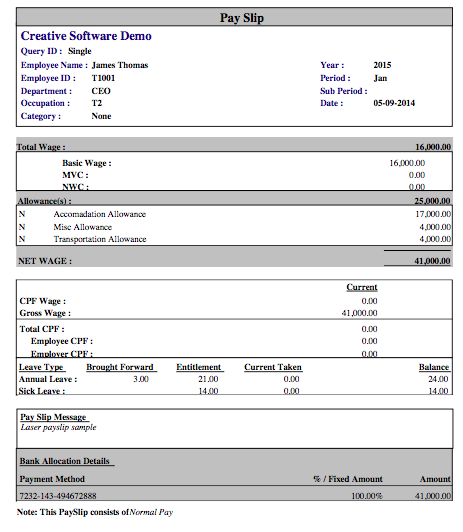 Pay Slip
Creative Software Demo
Query ID : Single
Employee Name : James Thomas Year : 2015
Employee ID : T1001 Period : Jan
Department : CEO Sub Period :
Occupation : T2 Date : 05-09-2014
Category : None
Total Wage : 16,000.00
Basic Wage : 16,000.00
MVC : 0.00
NWC : 0.00
Allowance(s) : 25,000.00
N Accomadation Allowance 17,000.00
N Misc Allowance 4,000.00
N Transportation Allowance 4,000.00
NET WAGE : 41,000.00
Current
CPF Wage : 0.00
Gross Wage : 41,000.00
Total CPF : 0.00
Employee CPF : 0.00
Employer CPF : 0.00
Leave Type Brought Forward Entitlement Current Taken Balance
Annual Leave : 3.00 21.00 0.00 24.00
Sick Leave : 14.00 0.00 14.00
Pay Slip Message
Laser payslip sample
Bank Allocation Details
Payment Method % / Fixed Amount Amount
7232-143-494672888 100.00% 41,000.00
Note: This PaySlip consists of Normal Pay